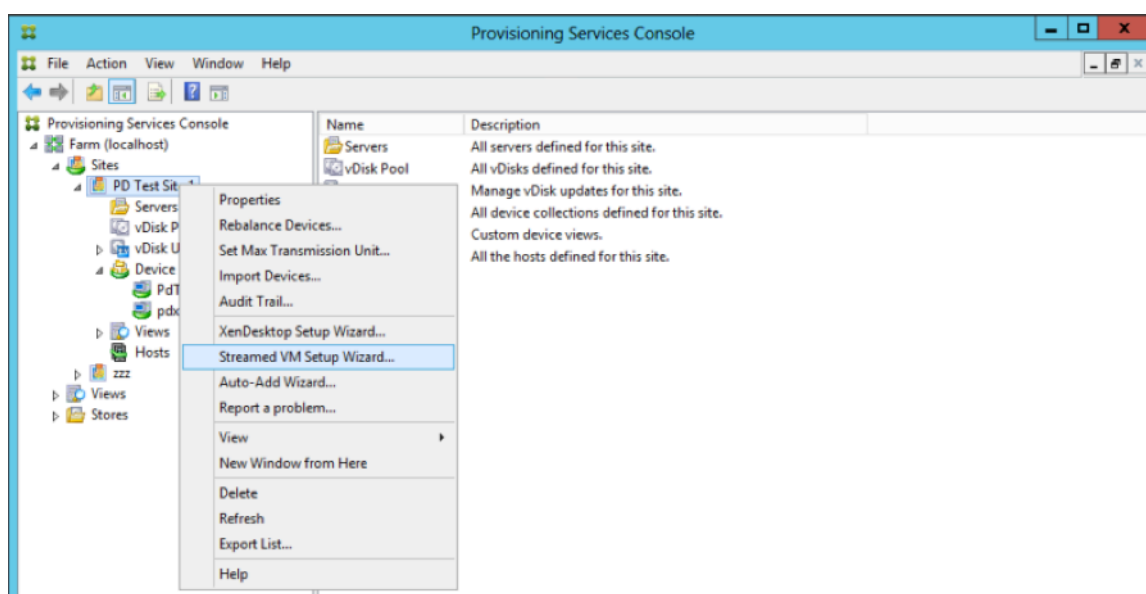 Provisioning Services Console
File Action View Window Help
Provisioning Services Console
Farm (localhost)
Sites
PD Test
Servers
vDisk
vDisk
Device
Views
Hosts
zzz
Views
Stores
Name Description
Servers All servers defined for this site.
vDisk Pool All vDisks defined for this site.
Manage vDisk updates for this site.
All device collections defined for this site.
Custom device views.
All the hosts defined for this site.
Properties
Rebalance Devices...
Set Max Transmission Unit...
Import Devices...
Audit Trail...
XenDesktop Setup Wizard...
Streamed VM Setup Wizard...
Auto-Add Wizard...
Report a problem...
View
New Window from Here
Delete
Refresh
Export List...
Help